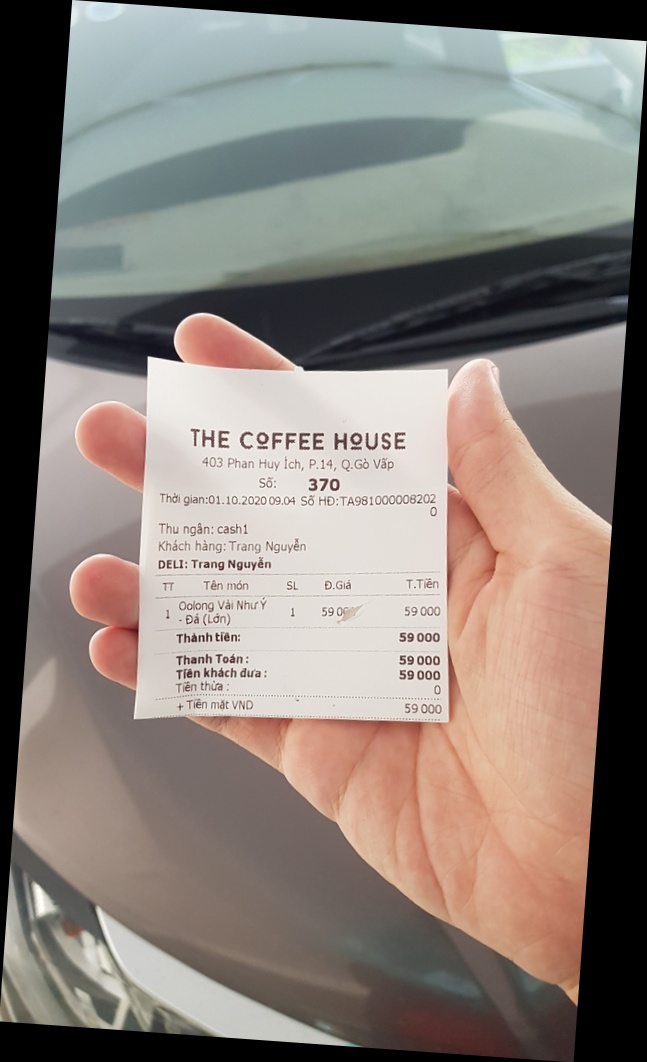 THE COFFEE HOUSE
403 Phan Huy Ích, P.14, Q.Gò Vấp
Số: 370
Thời gian:01.10.2020 09.04 Số HĐ:TA981000008202
0
Thu ngân: cash1
Khách hàng: Trang Nguyễn
DELI: Trang Nguyễn
TT Tên món SL Đ.Giá T.Tiền
1 Oolong Vải Như Ý 1 59 000 59 000
- Đá (Lớn)
Thành tiền: 59 000
Thanh Toán : 59 000
Tiền khách đưa : 59 000
Tiền thừa : 0
+ Tiền mặt VND 59 000